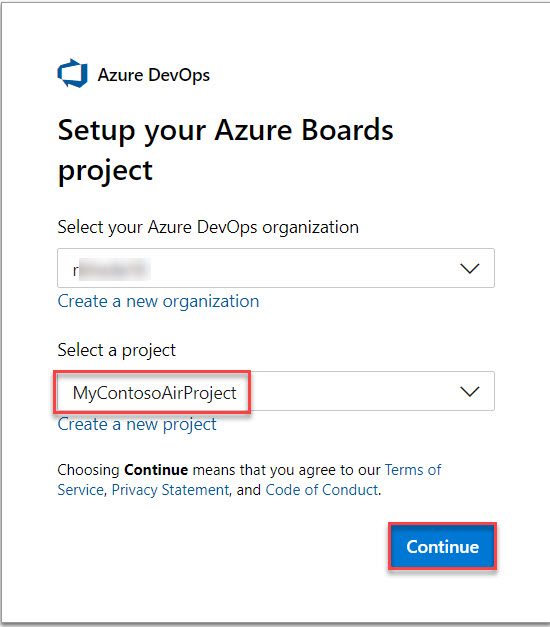 Azure DevOps
Setup your Azure Boards
project
Select your Azure DevOps organization
Create a new organization
Select a project
MyContosoAirProject
Create a new project
Choosing Continue means that you agree to our Terms of
Service, Privacy Statement, and Code of Conduct.
Continue